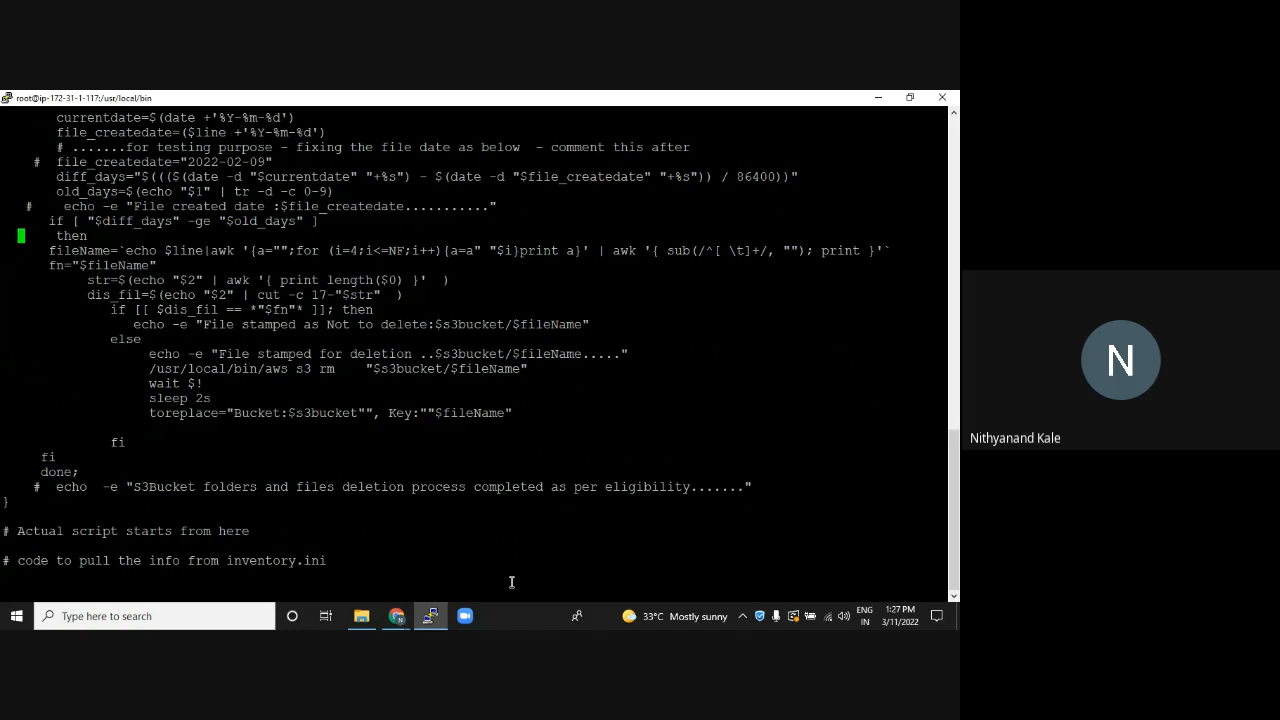 root@ip-172-31-1-117:/usr/local/bin
currentdate=$(date +'%Y-%m-%d')
file_createdate=($line +'%Y-%m-%d')
# .......for testing purpose - fixing the file date as below  - comment this after
#  file_createdate="2022-02-09"
diff_days="$((($(date -d "$currentdate" "+%s") - $(date -d "$file_createdate" "+%s")) / 86400))"
old_days=$(echo "$1" | tr -d -c 0-9)
#    echo -e "File created date :$file_createdate..........."
if [ "$diff_days" -ge "$old_days" ]
then
fileName=`echo $line|awk '{a="";for (i=4;i<=NF;i++){a=a" "$i}print a}' | awk '{ sub(/^[ \t]+/, ""); print }'`
fn="$fileName"
str=$(echo "$2" | awk '{ print length($0) }'  )
dis_fil=$(echo "$2" | cut -c 17-"$str"  )
if [[ $dis_fil == *"$fn"* ]]; then
echo -e "File stamped as Not to delete:$s3bucket/$fileName"
else
echo -e "File stamped for deletion ..$s3bucket/$fileName....."
/usr/local/bin/aws s3 rm    "$s3bucket/$fileName"
wait $!
sleep 2s
toreplace="Bucket:$s3bucket"", Key:""$fileName"
fi
fi
done;
#  echo  -e "S3Bucket folders and files deletion process completed as per eligibility......."
}
# Actual script starts from here
# code to pull the info from inventory.ini
N
Nithyanand Kale
Type here to search
33°C Mostly sunny
ENG
IN
1:27 PM
3/11/2022